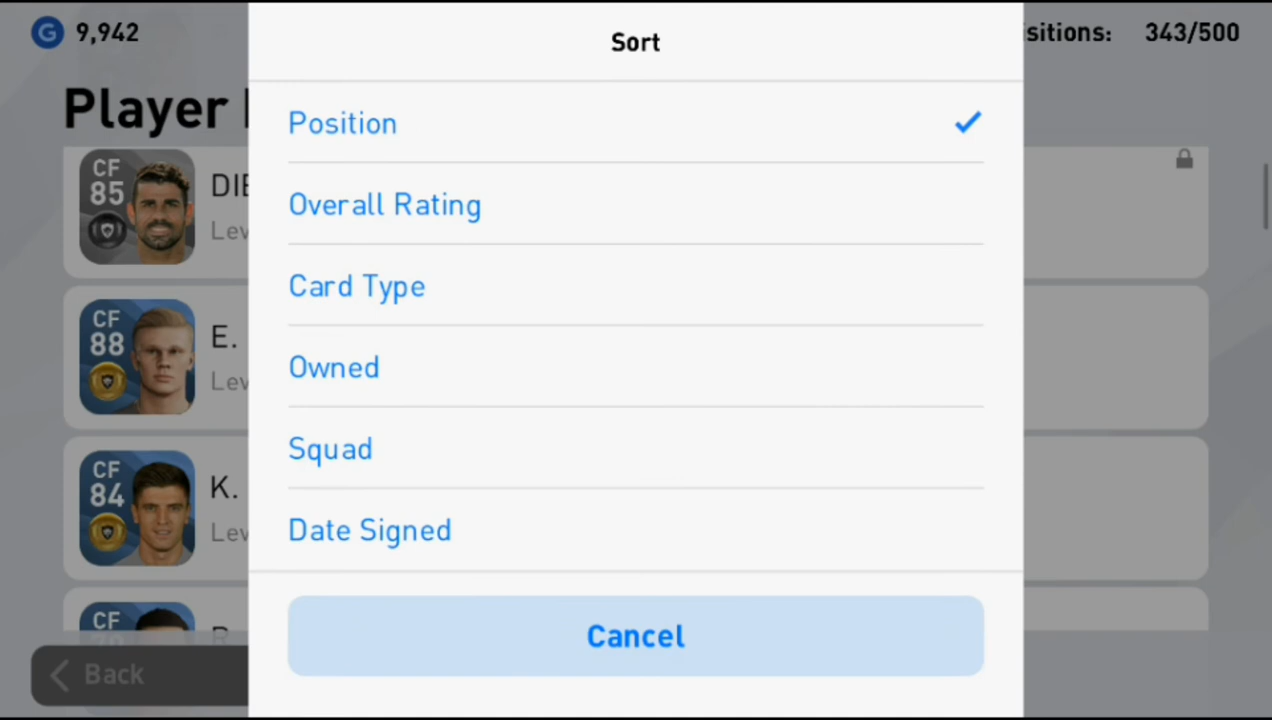 9,942
Sort
sitions: 343/500
Player
Position
CF
85
DIE
Lev
Overall Rating
Card Type
CF
88
E.
Lev
Owned
Squad
CF
84
K.
Lev
Date Signed
CF
Cancel
Back